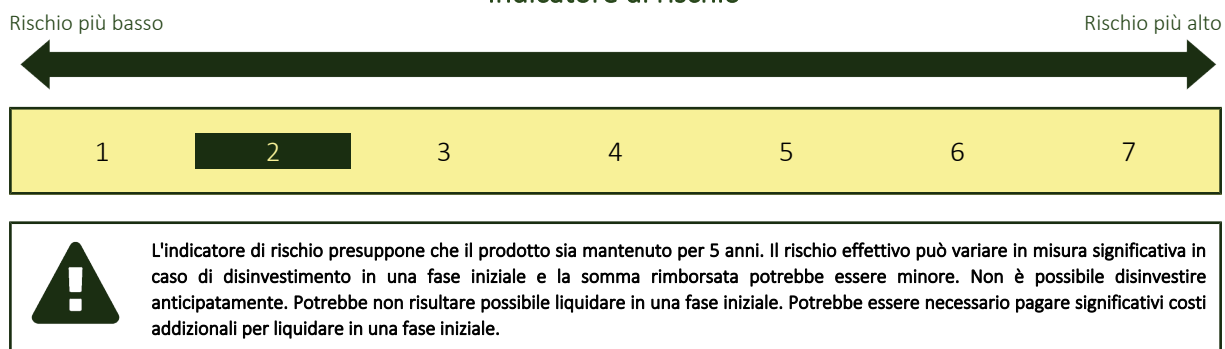 Indicatore di rischio
Rischio più basso
Rischio più alto
1 2 3 4 5 6 7
L'indicatore di rischio presuppone che il prodotto sia mantenuto per 5 anni. Il rischio effettivo può variare in misura significativa in
caso di disinvestimento in una fase iniziale e la somma rimborsata potrebbe essere minore. Non è possibile disinvestire
anticipatamente. Potrebbe non risultare possibile liquidare in una fase iniziale. Potrebbe essere necessario pagare significativi costi
addizionali per liquidare in una fase iniziale.